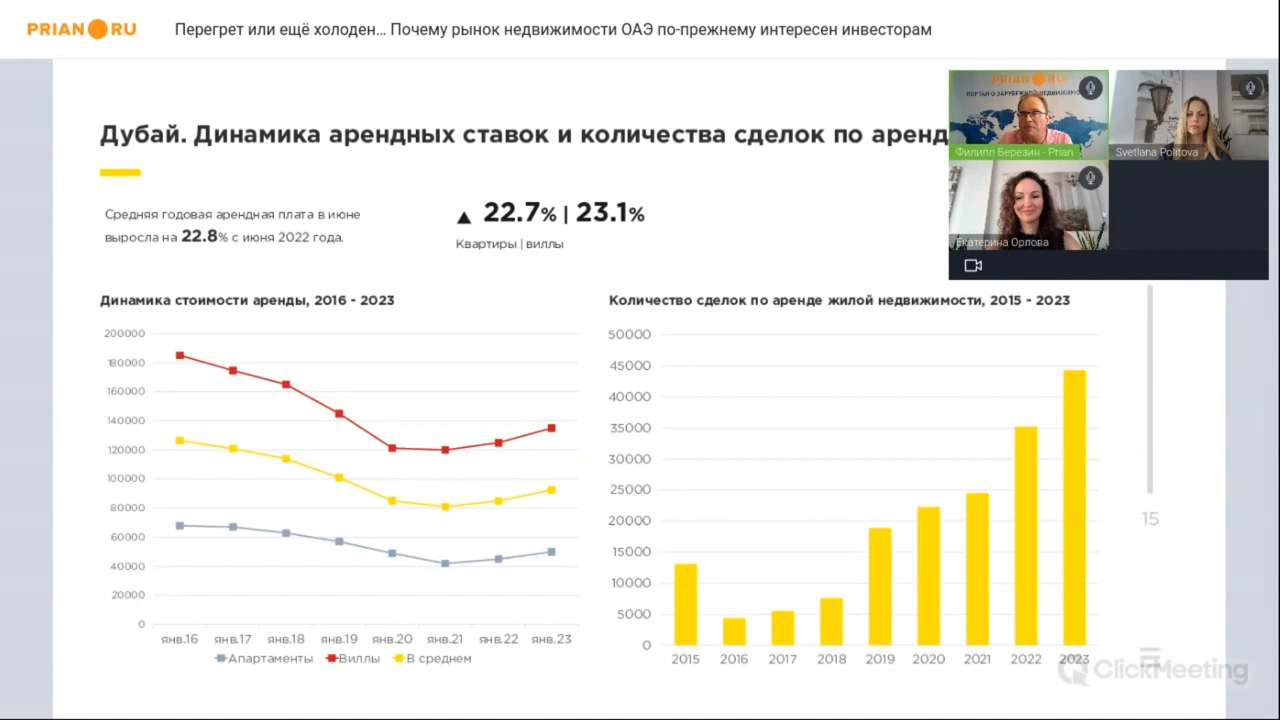 PRIAN RU
Перегрет или ещё холоден... Почему рынок недвижимости ОАЭ по-прежнему интересен инвесторам
PRIAN RU
ПОРТАЛ О ЗАРУБЕЖНОЙ НЕДВИЖИМО
Филипп Березин - Prian
Svetlana Politova
Екатерина Орлова
Дубай. Динамика арендных ставок и количества сделок по аренд
Средняя годовая арендная плата в июне
выросла на 22.8% с июня 2022 года.
▲ 22.7% | 23.1%
Квартиры | виллы
Динамика стоимости аренды, 2016 - 2023
200000
180000
160000
140000
120000
100000
80000
60000
40000
20000
0
янв.16 янв.17 янв.18 янв.19 янв.20 янв.21 янв.22 янв.23
Апартаменты Виллы В среднем
Количество сделок по аренде жилой недвижимости, 2015 - 2023
50000
45000
40000
35000
30000
25000
20000
15000
10000
5000
0
2015 2016 2017 2018 2019 2020 2021 2022 2023
15
ClickMeeting